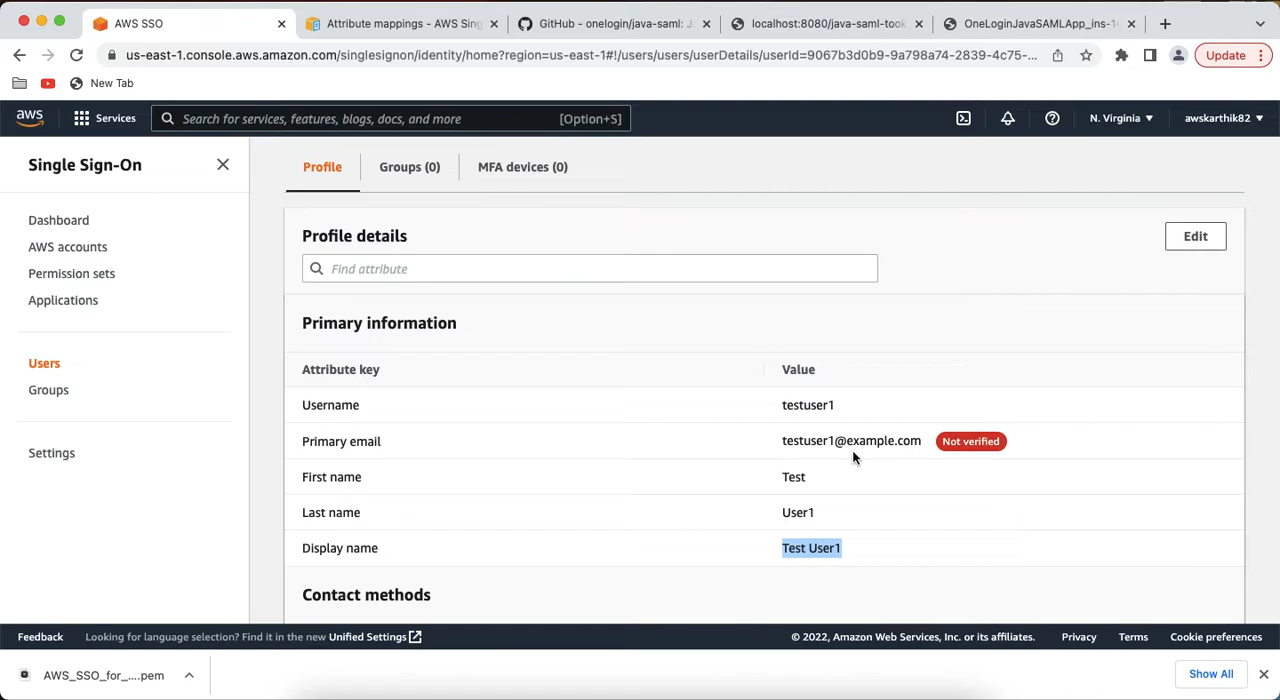 AWS SSO
Attribute mappings - AWS Sing
GitHub - onelogin/java-saml: J
localhost:8080/java-saml-took
OneLoginJavaSAMLApp_ins-1
us-east-1.console.aws.amazon.com/singlesignon/identity/home?region=us-east-1#!/users/users/userDetails/userId=9067b3d0b9-9a798a74-2839-4c75-...
Update
New Tab
aws
Services
Search for services, features, blogs, docs, and more
[Option+S]
N. Virginia
awskarthik82
Single Sign-On
Dashboard
AWS accounts
Permission sets
Applications
Users
Groups
Settings
Profile
Groups (0)
MFA devices (0)
Profile details
Edit
Find attribute
Primary information
Attribute key Value
Username testuser1
Primary email testuser1@example.com Not verified
First name Test
Last name User1
Display name Test User1
Contact methods
Feedback
Looking for language selection? Find it in the new Unified Settings
© 2022, Amazon Web Services, Inc. or its affiliates.
Privacy
Terms
Cookie preferences
AWS_SSO_for_....pem
Show All